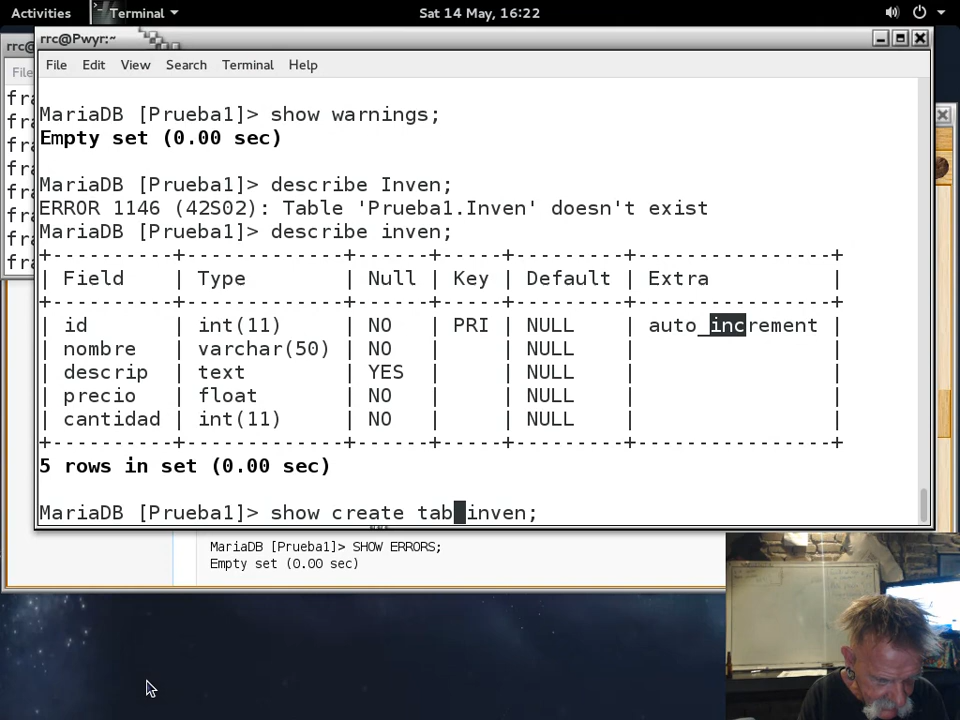 Activities Terminal Sat 14 May, 16:22
rrc@ rrc@Pwyr:~
File Edit View Search Terminal Help
MariaDB [Prueba1]> show warnings;
Empty set (0.00 sec)
MariaDB [Prueba1]> describe Inven;
ERROR 1146 (42S02): Table 'Prueba1.Inven' doesn't exist
MariaDB [Prueba1]> describe inven;
+----------+-------------+------+-----+---------+----------------+
| Field    | Type        | Null | Key | Default | Extra          |
+----------+-------------+------+-----+---------+----------------+
| id       | int(11)     | NO   | PRI | NULL    | auto_increment |
| nombre   | varchar(50) | NO   |     | NULL    |                |
| descrip  | text        | YES  |     | NULL    |                |
| precio   | float       | NO   |     | NULL    |                |
| cantidad | int(11)     | NO   |     | NULL    |                |
+----------+-------------+------+-----+---------+----------------+
5 rows in set (0.00 sec)
MariaDB [Prueba1]> show create tab inven;
MariaDB [Prueba1]> SHOW ERRORS;
Empty set (0.00 sec)